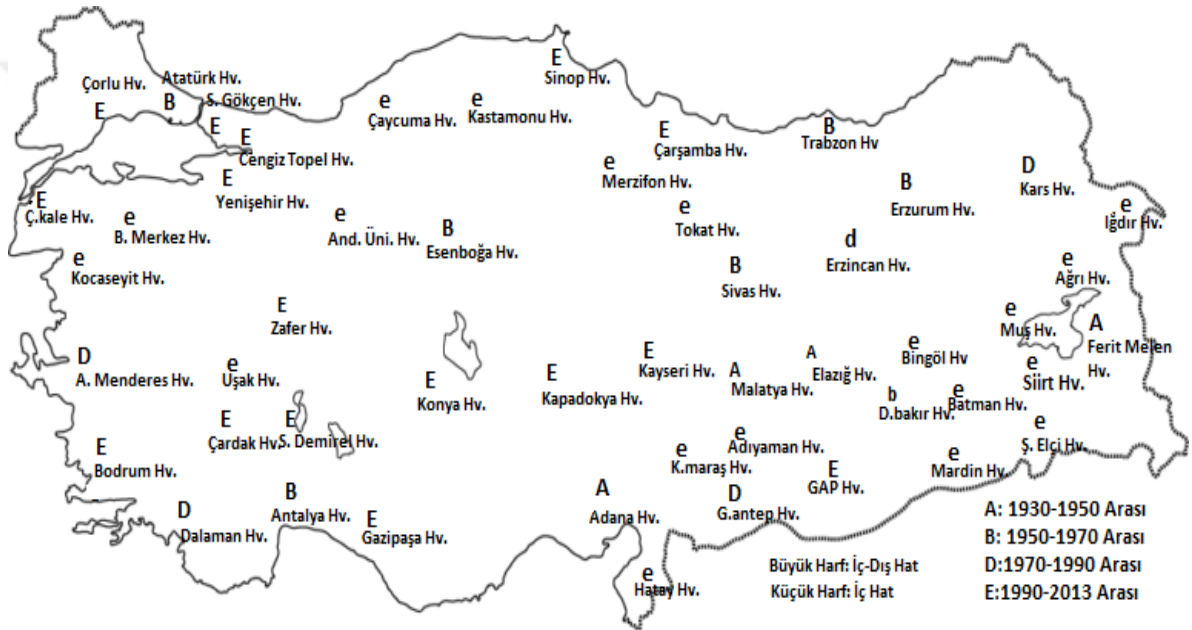 E
Sinop Hv.
Atatürk Hv.
Çorlu Hv.
B
S. Gökçen Hv.
E
E
e
Çaycuma Hv.
e
Kastamonu Hv.
E
Cengiz Topel Hv.
E
Çarşamba Hv.
B
Trabzon Hv
E
Yenişehir Hv.
e
Merzifon Hv.
D
Kars Hv.
B
Erzurum Hv.
E
Ç.kale Hv.
e
B. Merkez Hv.
e
And. Üni. Hv.
B
Esenboğa Hv.
e
Tokat Hv.
e
Iğdır Hv.
d
Erzincan Hv.
e
Kocaseyit Hv.
B
Sivas Hv.
e
Ağrı Hv.
E
Zafer Hv.
e
Muş Hv.
A
Ferit Melen
Hv.
D
A. Menderes Hv.
e
Uşak Hv.
E
Konya Hv.
E
Kapadokya Hv.
E
Kayseri Hv.
A
Malatya Hv.
A
Elazığ Hv.
e
Bingöl Hv
e
Siirt Hv.
b
D.bakır Hv.
e
Batman Hv.
E
Çardak Hv.
E
S. Demirel Hv.
e
Ş. Elçi Hv.
E
Bodrum Hv.
e
K.maraş Hv.
e
Adıyaman Hv.
E
GAP Hv.
e
Mardin Hv.
D
Dalaman Hv.
B
Antalya Hv.
E
Gazipaşa Hv.
A
Adana Hv.
D
G.antep Hv.
e
Hatay Hv.
Büyük Harf: İç-Dış Hat
Küçük Harf: İç Hat
A: 1930-1950 Arası
B: 1950-1970 Arası
D:1970-1990 Arası
E:1990-2013 Arası